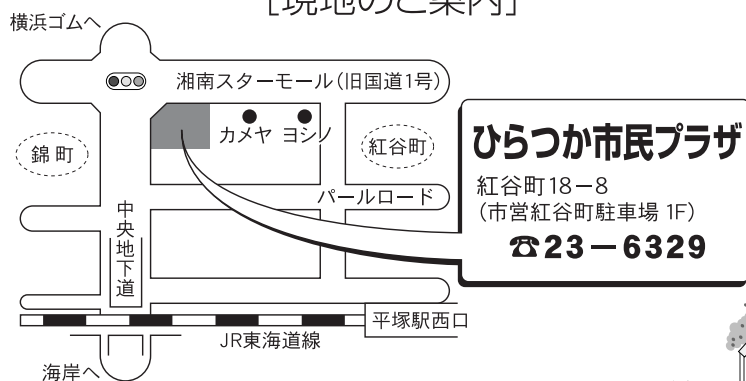 [現地のご案内]
横浜ゴムへ
湘南スターモール(旧国道1号)
カメヤ ヨシノ
錦町
紅谷町
パールロード
中央地下道
ひらつか市民プラザ
紅谷町18−8
(市営紅谷町駐車場 1F)
☎23−6329
平塚駅西口
JR東海道線
海岸へ